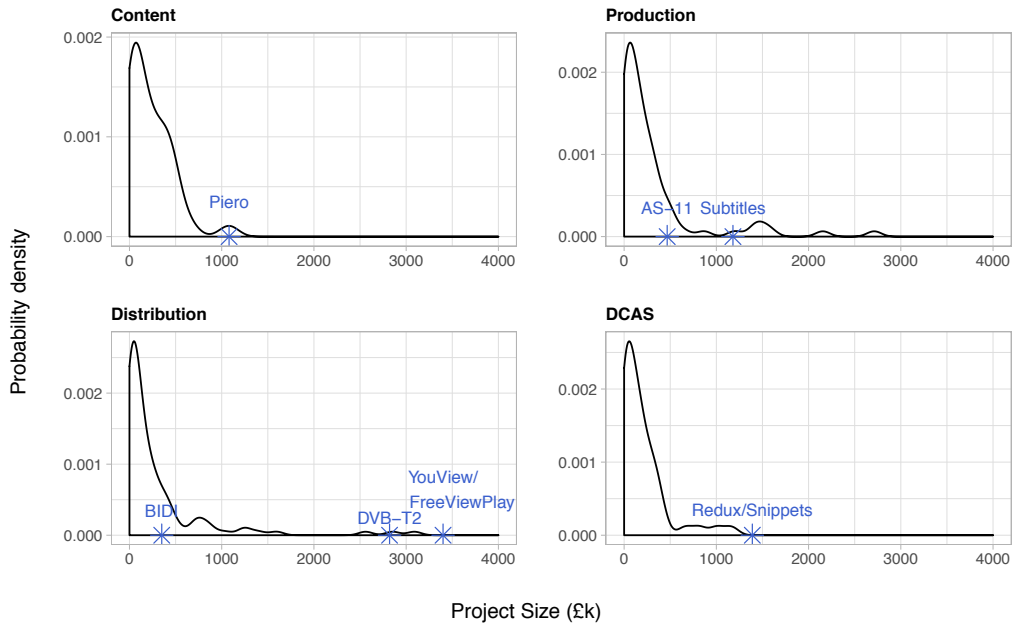 Content
Production
0.002
0.001
0.000
Piero
0 1000 2000 3000 4000
0.002
0.001
0.000
AS−11 Subtitles
0 1000 2000 3000 4000
Probability density
Distribution
DCAS
0.002
0.001
0.000
BIDI
DVB−T2
YouView/
FreeViewPlay
0 1000 2000 3000 4000
0.002
0.001
0.000
Redux/Snippets
0 1000 2000 3000 4000
Project Size (£k)